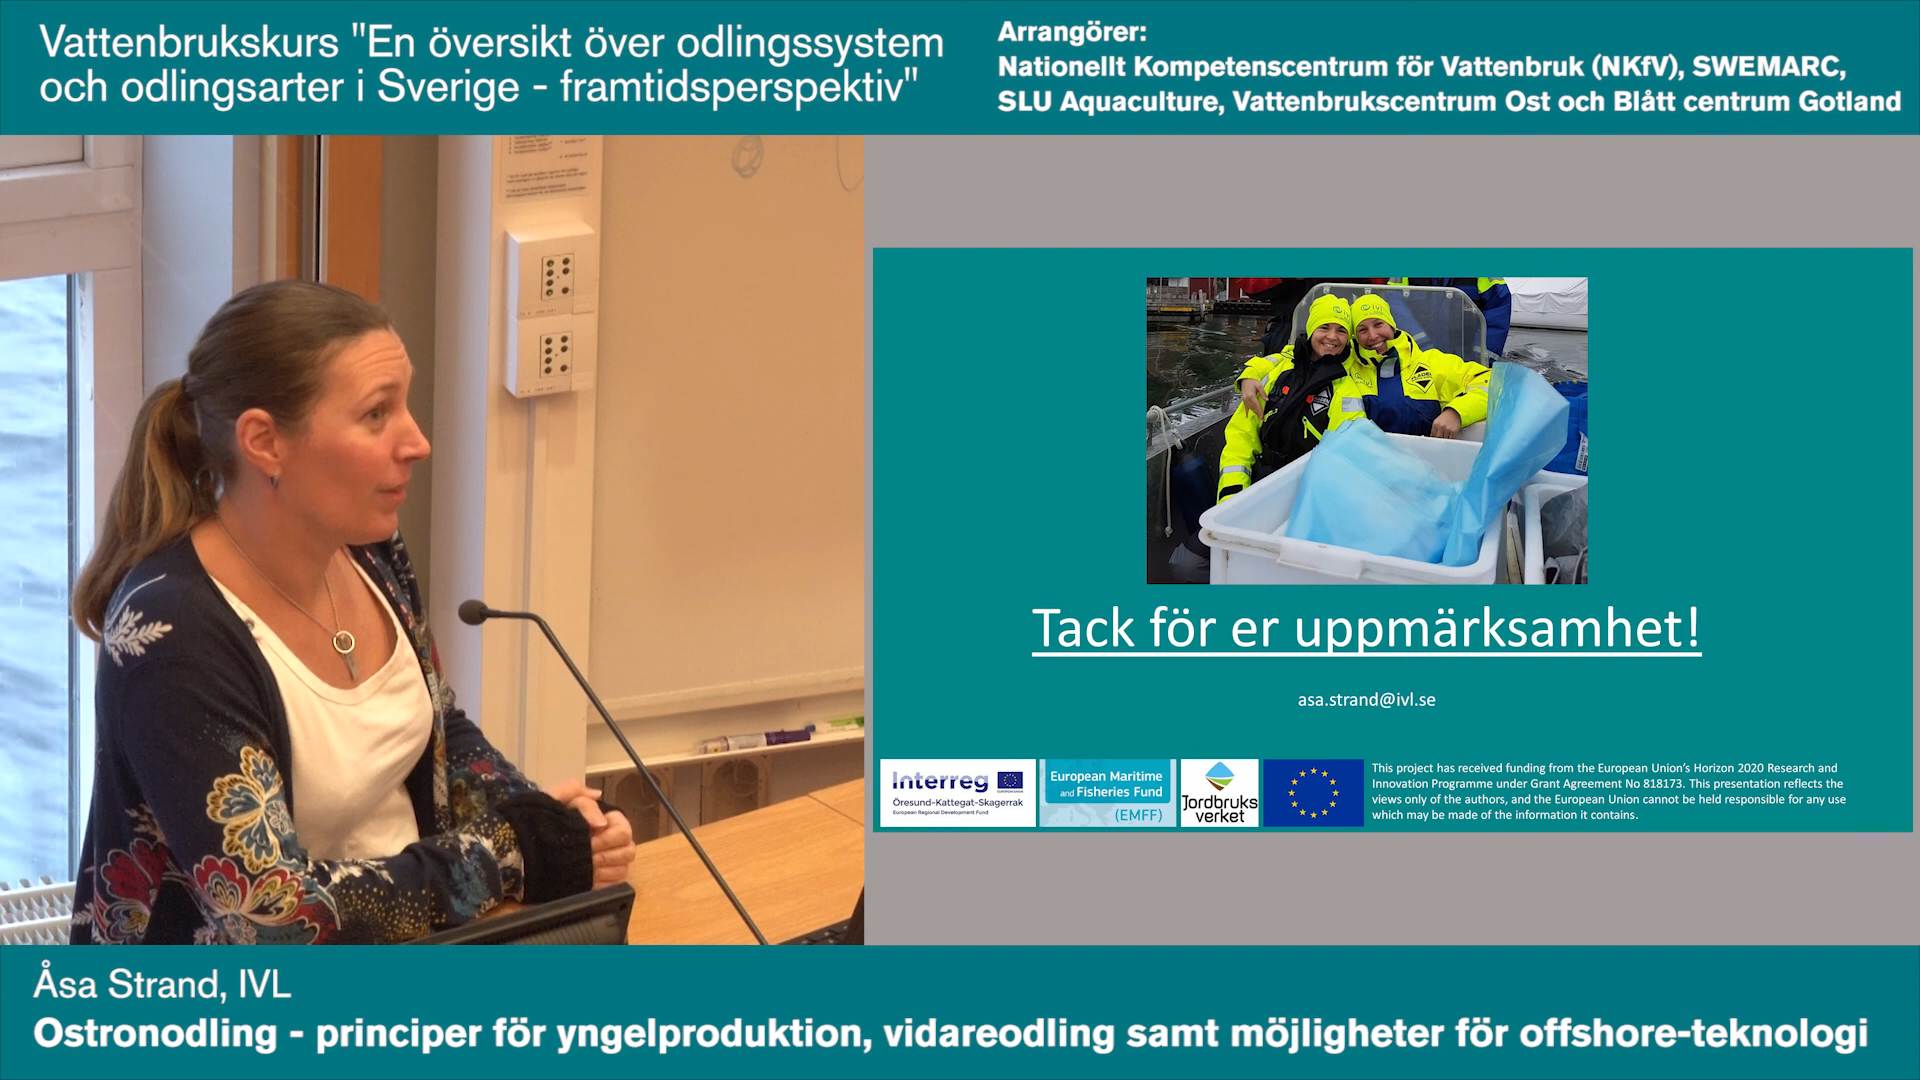 Vattenbrukskurs "En översikt över odlingssystem
och odlingsarter i Sverige - framtidsperspektiv"
Arrangörer:
Nationellt Kompetenscentrum för Vattenbruk (NKfV), SWEMARC,
SLU Aquaculture, Vattenbrukscentrum Ost och Blått centrum Gotland
Tack för er uppmärksamhet!
asa.strand@ivl.se
Interreg
EUROPEAN UNION
Öresund-Kattegat-Skagerrak
European Regional Development Fund
European Maritime
and Fisheries Fund
(EMFF)
Jordbruks
verket
This project has received funding from the European Union's Horizon 2020 Research and
Innovation Programme under Grant Agreement No 818173. This presentation reflects the
views only of the authors, and the European Union cannot be held responsible for any use
which may be made of the information it contains.
Åsa Strand, IVL
Ostronodling - principer för yngelproduktion, vidareodling samt möjligheter för offshore-teknologi